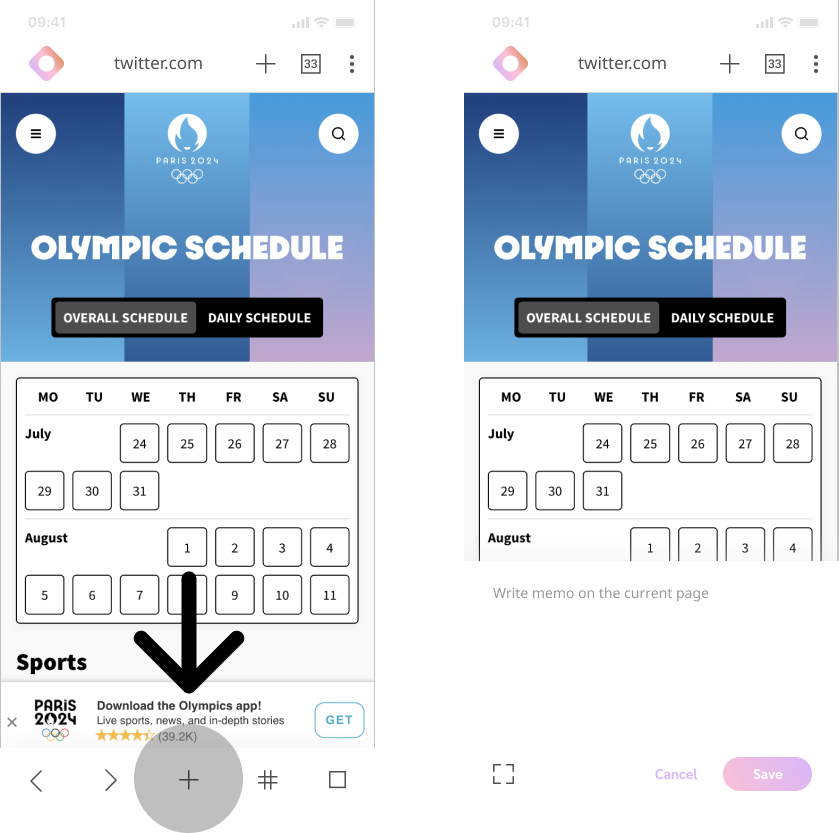 09:41
twitter.com
33
PARIS 2024
OLYMPIC SCHEDULE
OVERALL SCHEDULE DAILY SCHEDULE
MO TU WE TH FR SA SU
July 24 25 26 27 28
29 30 31
August 1 2 3 4
5 6 7 9 10 11
Sports
PARIS
2024
Download the Olympics app!
Live sports, news, and in-depth stories
(39.2K)
GET
09:41
twitter.com
33
PARIS 2024
OLYMPIC SCHEDULE
OVERALL SCHEDULE DAILY SCHEDULE
MO TU WE TH FR SA SU
July 24 25 26 27 28
29 30 31
August 1 2 3 4
Write memo on the current page
Cancel Save